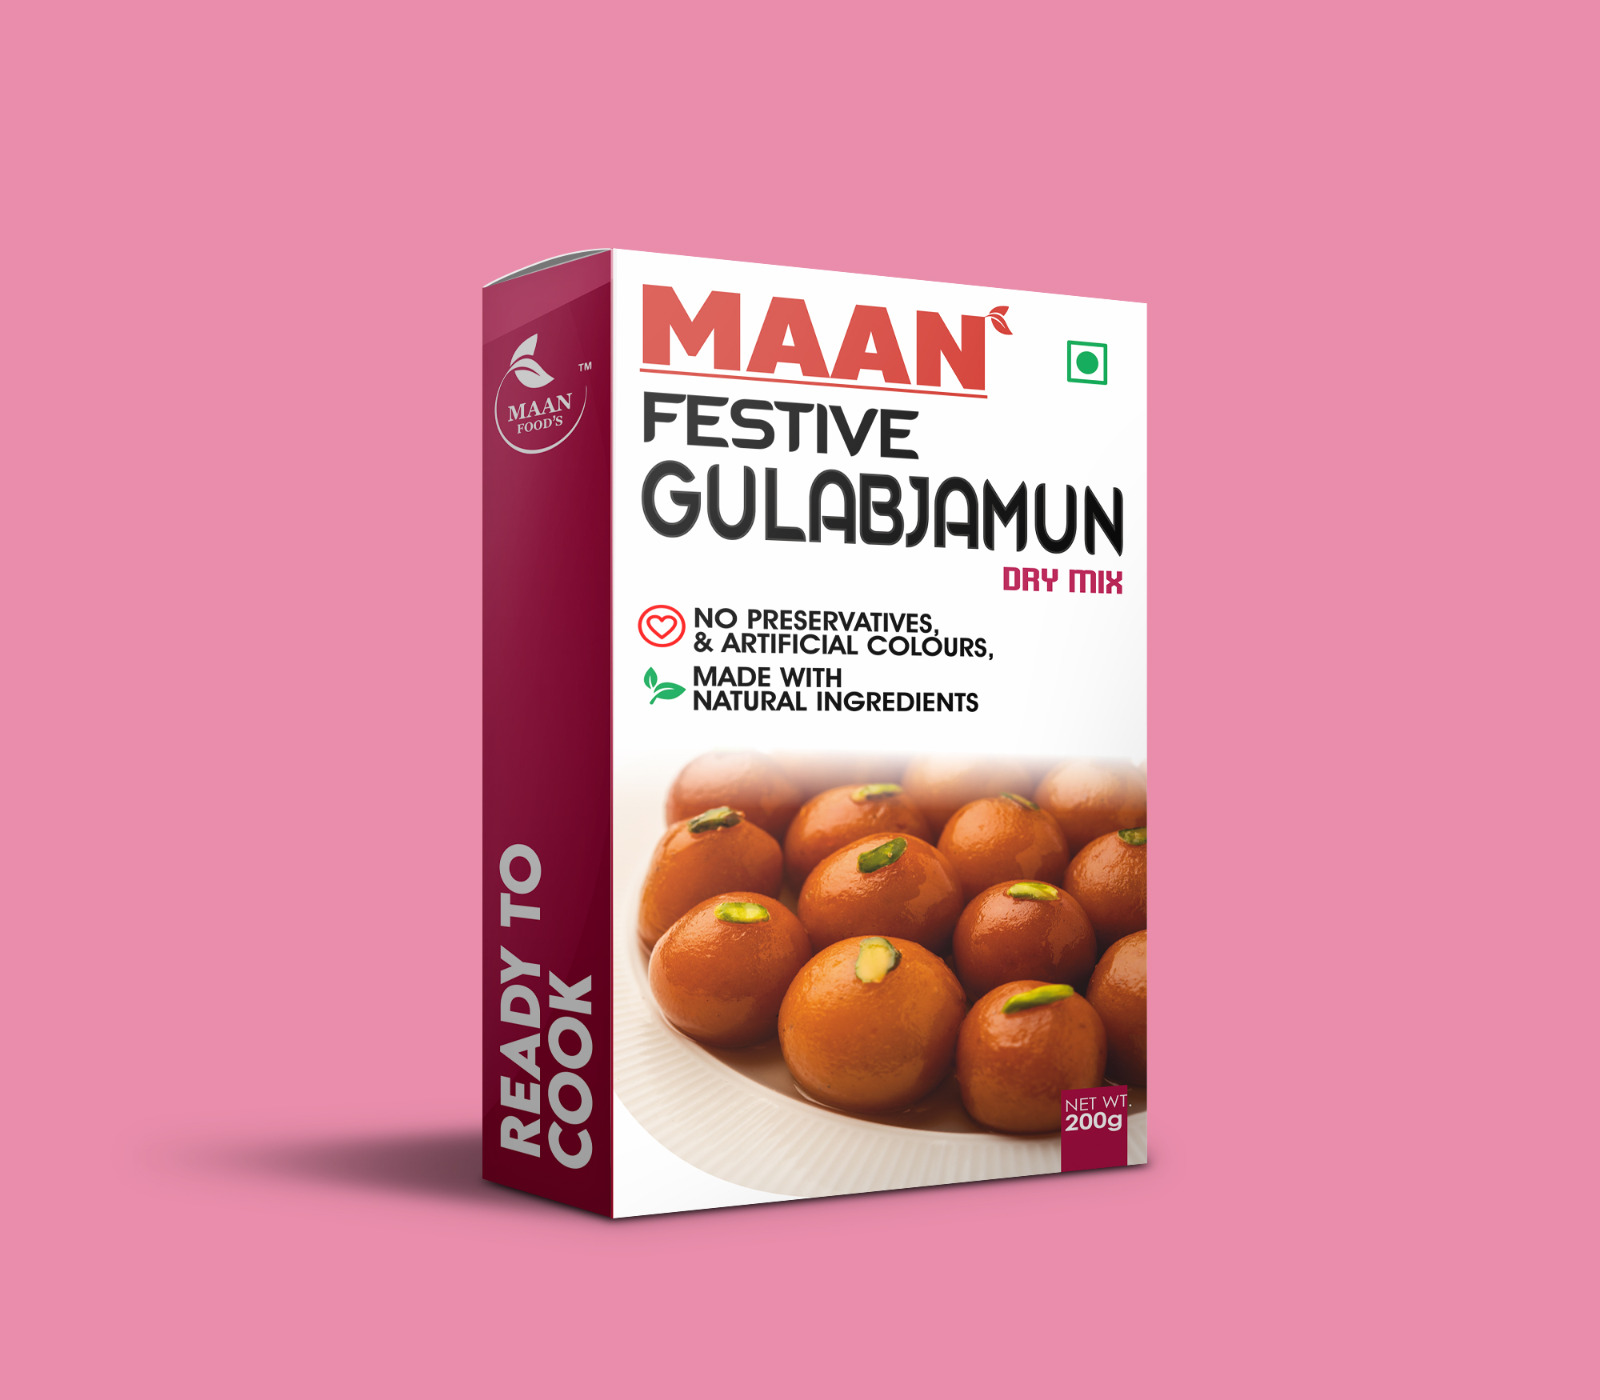 MAAN
FOOD'S
TM
READY TO
COOK
MAAN
FESTIVE
GULABJAMUN
DRY MIX
NO PRESERVATIVES,
& ARTIFICIAL COLOURS,
MADE WITH
NATURAL INGREDIENTS
NET WT.
200g